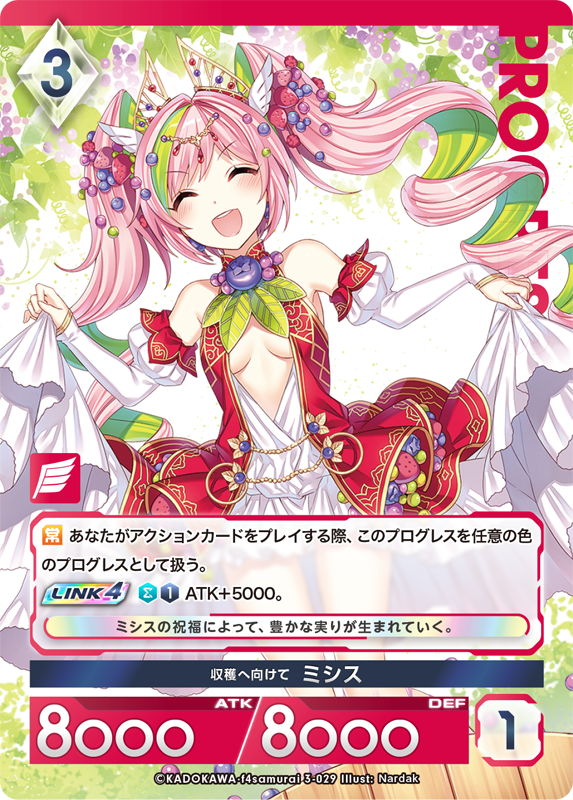 3
PROGRESS
常 あなたがアクションカードをプレイする際、このプログレスを任意の色
のプログレスとして扱う。
LINK 4 Σ 1 ATK+5000。
ミシスの祝福によって、豊かな実りが生まれていく。
収穫へ向けて ミシス
ATK DEF
8000 8000 1
©KADOKAWA·f4samurai 3-029 Illust: Nardak